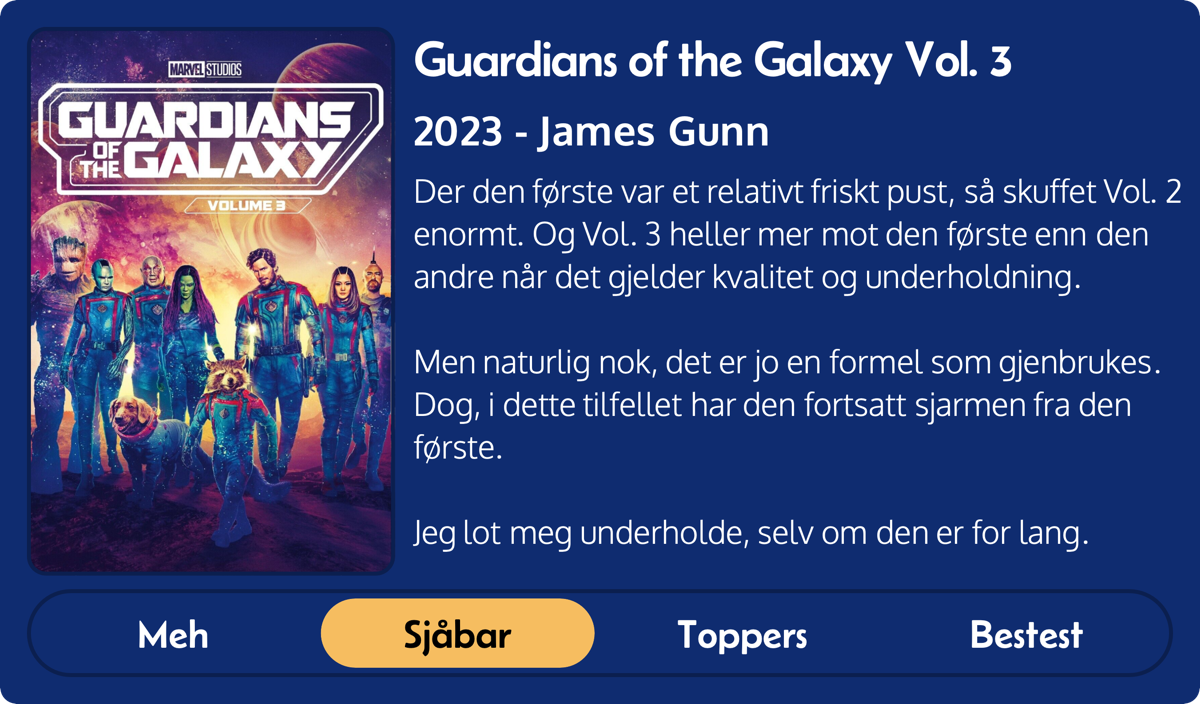 MARVEL STUDIOS
GUARDIANS
OF THE
GALAXY
VOLUME 3
Guardians of the Galaxy Vol. 3
2023 - James Gunn
Der den første var et relativt friskt pust, så skuffet Vol. 2
enormt. Og Vol. 3 heller mer mot den første enn den
andre når det gjelder kvalitet og underholdning.
Men naturlig nok, det er jo en formel som gjenbrukes.
Dog, i dette tilfellet har den fortsatt sjarmen fra den
første.
Jeg lot meg underholde, selv om den er for lang.
Meh
Sjåbar
Toppers
Bestest